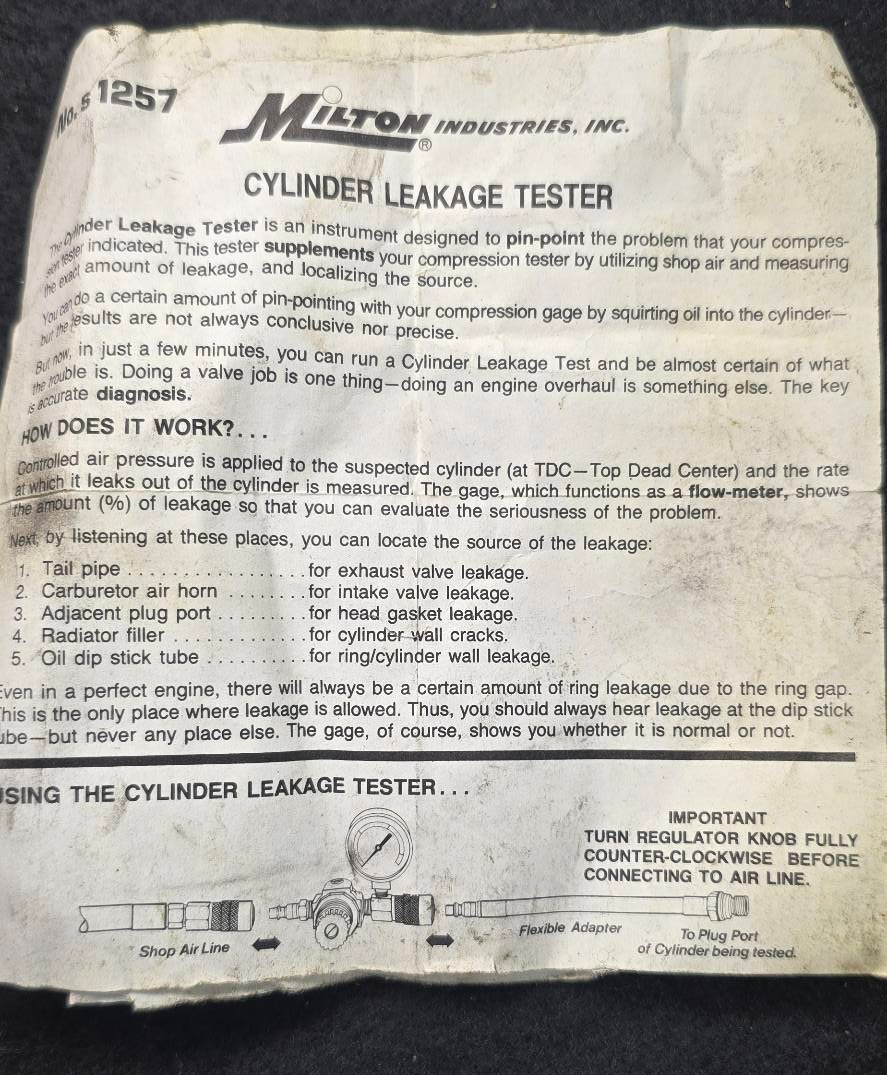 No. s 1257
MILTON INDUSTRIES, INC.
®
CYLINDER LEAKAGE TESTER
The Cylinder Leakage Tester is an instrument designed to pin-point the problem that your compres-
sion tester indicated. This tester supplements your compression tester by utilizing shop air and measuring
the exact amount of leakage, and localizing the source.
You can do a certain amount of pin-pointing with your compression gage by squirting oil into the cylinder—
but the results are not always conclusive nor precise.
But now, in just a few minutes, you can run a Cylinder Leakage Test and be almost certain of what
the trouble is. Doing a valve job is one thing—doing an engine overhaul is something else. The key
is accurate diagnosis.
HOW DOES IT WORK?...
Controlled air pressure is applied to the suspected cylinder (at TDC—Top Dead Center) and the rate
at which it leaks out of the cylinder is measured. The gage, which functions as a flow-meter, shows
the amount (%) of leakage so that you can evaluate the seriousness of the problem.
Next, by listening at these places, you can locate the source of the leakage:
1. Tail pipe . . . . . . . . . . . . . . . . . for exhaust valve leakage.
2. Carburetor air horn . . . . . . . . for intake valve leakage.
3. Adjacent plug port . . . . . . . . . for head gasket leakage.
4. Radiator filler . . . . . . . . . . . . . for cylinder wall cracks.
5. Oil dip stick tube . . . . . . . . . . for ring/cylinder wall leakage.
Even in a perfect engine, there will always be a certain amount of ring leakage due to the ring gap.
This is the only place where leakage is allowed. Thus, you should always hear leakage at the dip stick
ube—but never any place else. The gage, of course, shows you whether it is normal or not.
SING THE CYLINDER LEAKAGE TESTER...
IMPORTANT
TURN REGULATOR KNOB FULLY
COUNTER-CLOCKWISE BEFORE
CONNECTING TO AIR LINE.
Shop Air Line
Flexible Adapter
To Plug Port
of Cylinder being tested.